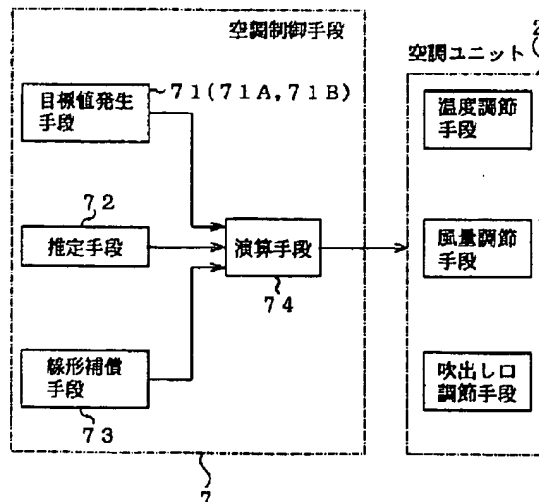 空調制御手段
目標値発生
手段
71(71A,71B)
72
推定手段
演算手段
74
線形補償
手段
73
7
2
空調ユニット
温度調節
手段
風量調節
手段
吹出し口
調節手段